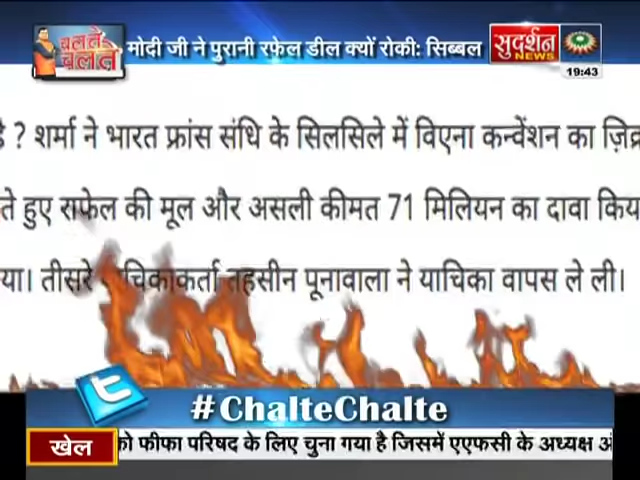 चलते चलते
मोदी जी ने पुरानी रफेल डील क्यों रोकी: सिब्बल
सुदर्शन
NEWS
19:43
है ? शर्मा ने भारत फ्रांस संधि के सिलसिले में विएना कन्वेंशन का ज़िक्र
ते हुए राफेल की मूल और असली कीमत 71 मिलियन का दावा किया
या। तीसरे याचिकाकर्ता तहसीन पूनावाला ने याचिका वापस ले ली।
#ChalteChalte
खेल
को फीफा परिषद के लिए चुना गया है जिसमें एएफसी के अध्यक्ष